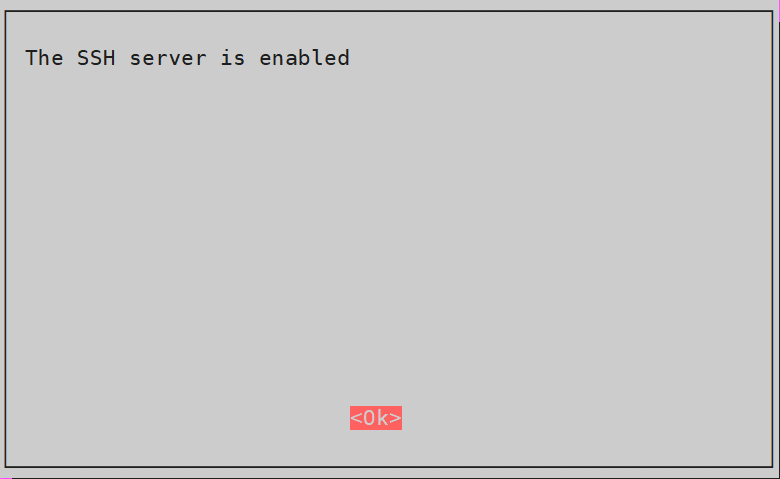 The SSH server is enabled
<Ok>